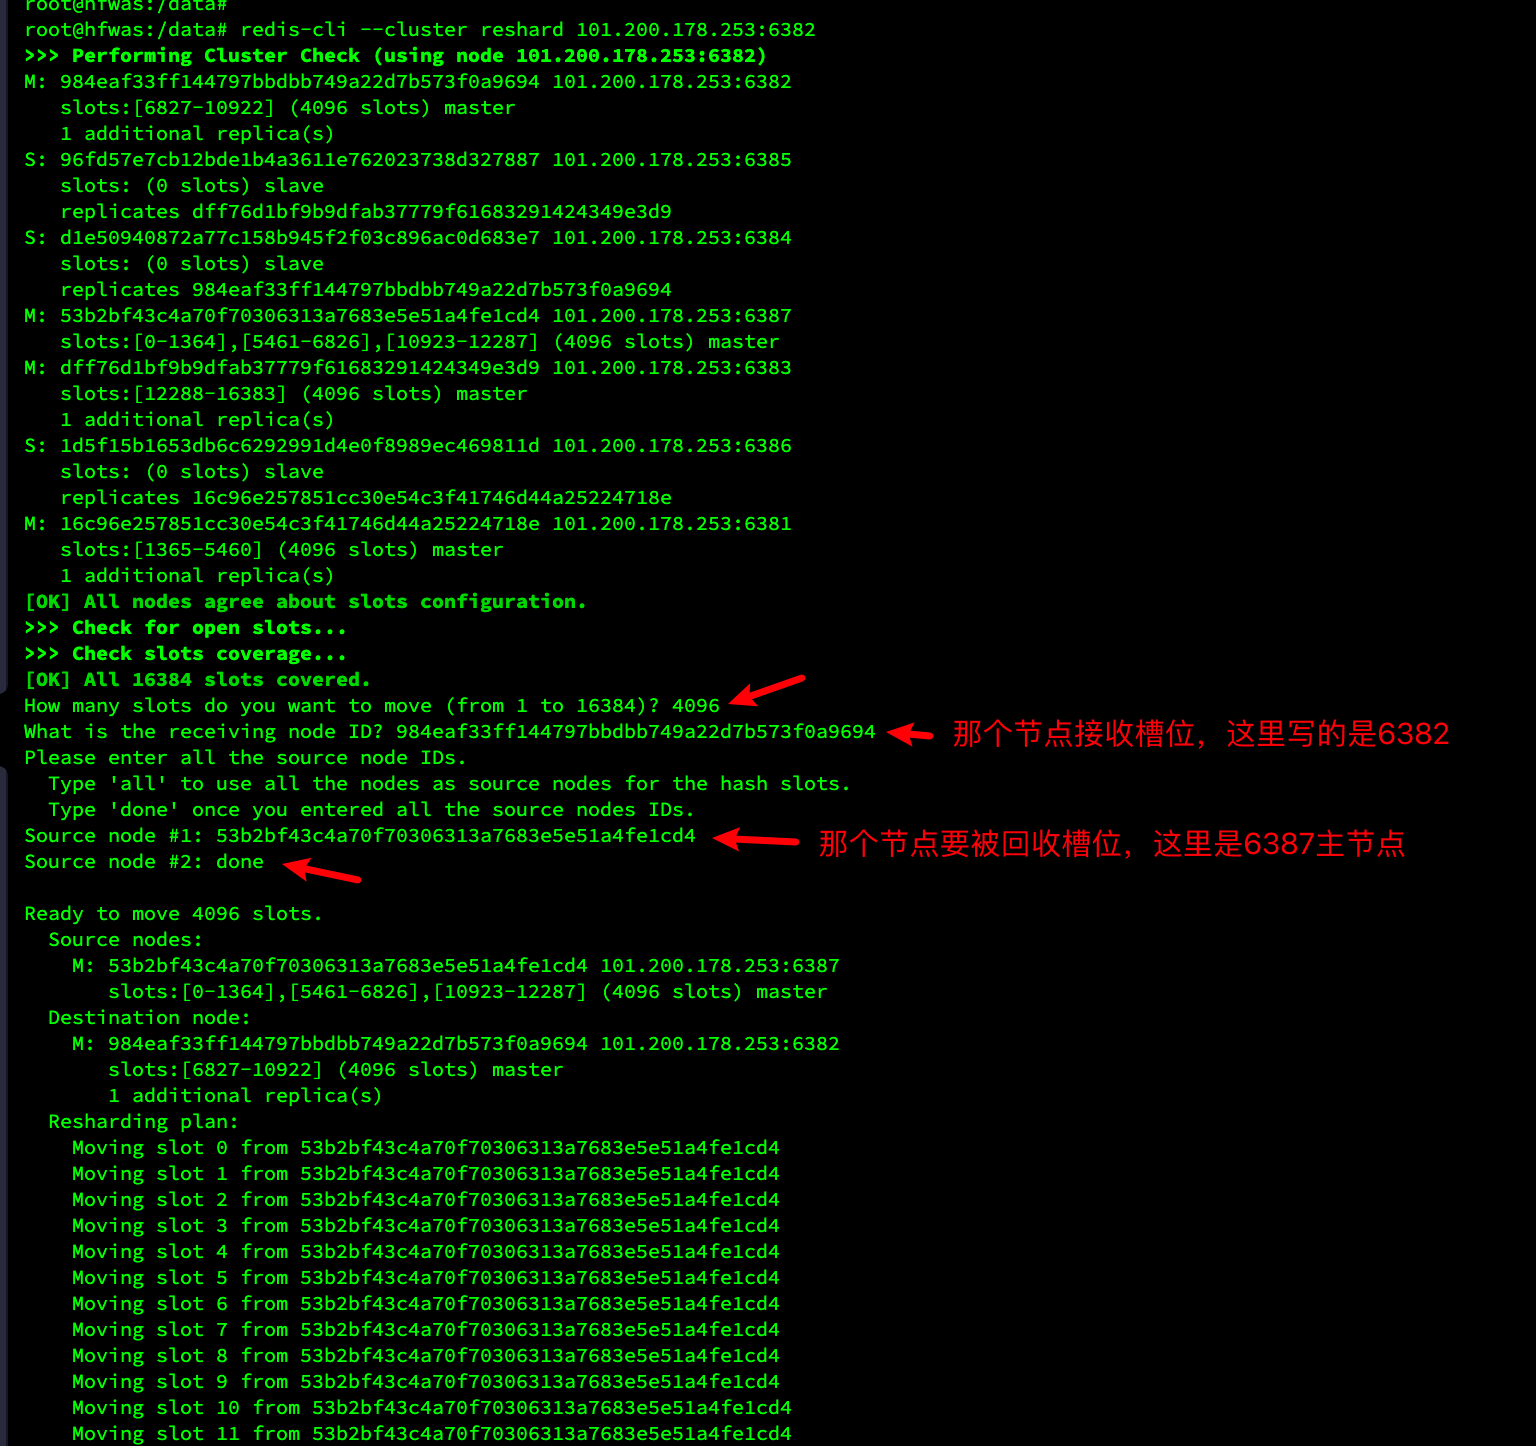 root@hfwas:/data#
root@hfwas:/data# redis-cli --cluster reshard 101.200.178.253:6382
>>> Performing Cluster Check (using node 101.200.178.253:6382)
M: 984eaf33ff144797bbdbb749a22d7b573f0a9694 101.200.178.253:6382
   slots:[6827-10922] (4096 slots) master
   1 additional replica(s)
S: 96fd57e7cb12bde1b4a3611e762023738d327887 101.200.178.253:6385
   slots: (0 slots) slave
   replicates dff76d1bf9b9dfab37779f61683291424349e3d9
S: d1e50940872a77c158b945f2f03c896ac0d683e7 101.200.178.253:6384
   slots: (0 slots) slave
   replicates 984eaf33ff144797bbdbb749a22d7b573f0a9694
M: 53b2bf43c4a70f70306313a7683e5e51a4fe1cd4 101.200.178.253:6387
   slots:[0-1364],[5461-6826],[10923-12287] (4096 slots) master
M: dff76d1bf9b9dfab37779f61683291424349e3d9 101.200.178.253:6383
   slots:[12288-16383] (4096 slots) master
   1 additional replica(s)
S: 1d5f15b1653db6c6292991d4e0f8989ec469811d 101.200.178.253:6386
   slots: (0 slots) slave
   replicates 16c96e257851cc30e54c3f41746d44a25224718e
M: 16c96e257851cc30e54c3f41746d44a25224718e 101.200.178.253:6381
   slots:[1365-5460] (4096 slots) master
   1 additional replica(s)
[OK] All nodes agree about slots configuration.
>>> Check for open slots...
>>> Check slots coverage...
[OK] All 16384 slots covered.
How many slots do you want to move (from 1 to 16384)? 4096
What is the receiving node ID? 984eaf33ff144797bbdbb749a22d7b573f0a9694 那个节点接收槽位，这里写的是6382
Please enter all the source node IDs.
  Type 'all' to use all the nodes as source nodes for the hash slots.
  Type 'done' once you entered all the source nodes IDs.
Source node #1: 53b2bf43c4a70f70306313a7683e5e51a4fe1cd4 那个节点要被回收槽位，这里是6387主节点
Source node #2: done
Ready to move 4096 slots.
  Source nodes:
    M: 53b2bf43c4a70f70306313a7683e5e51a4fe1cd4 101.200.178.253:6387
       slots:[0-1364],[5461-6826],[10923-12287] (4096 slots) master
  Destination node:
    M: 984eaf33ff144797bbdbb749a22d7b573f0a9694 101.200.178.253:6382
       slots:[6827-10922] (4096 slots) master
       1 additional replica(s)
  Resharding plan:
    Moving slot 0 from 53b2bf43c4a70f70306313a7683e5e51a4fe1cd4
    Moving slot 1 from 53b2bf43c4a70f70306313a7683e5e51a4fe1cd4
    Moving slot 2 from 53b2bf43c4a70f70306313a7683e5e51a4fe1cd4
    Moving slot 3 from 53b2bf43c4a70f70306313a7683e5e51a4fe1cd4
    Moving slot 4 from 53b2bf43c4a70f70306313a7683e5e51a4fe1cd4
    Moving slot 5 from 53b2bf43c4a70f70306313a7683e5e51a4fe1cd4
    Moving slot 6 from 53b2bf43c4a70f70306313a7683e5e51a4fe1cd4
    Moving slot 7 from 53b2bf43c4a70f70306313a7683e5e51a4fe1cd4
    Moving slot 8 from 53b2bf43c4a70f70306313a7683e5e51a4fe1cd4
    Moving slot 9 from 53b2bf43c4a70f70306313a7683e5e51a4fe1cd4
    Moving slot 10 from 53b2bf43c4a70f70306313a7683e5e51a4fe1cd4
    Moving slot 11 from 53b2bf43c4a70f70306313a7683e5e51a4fe1cd4